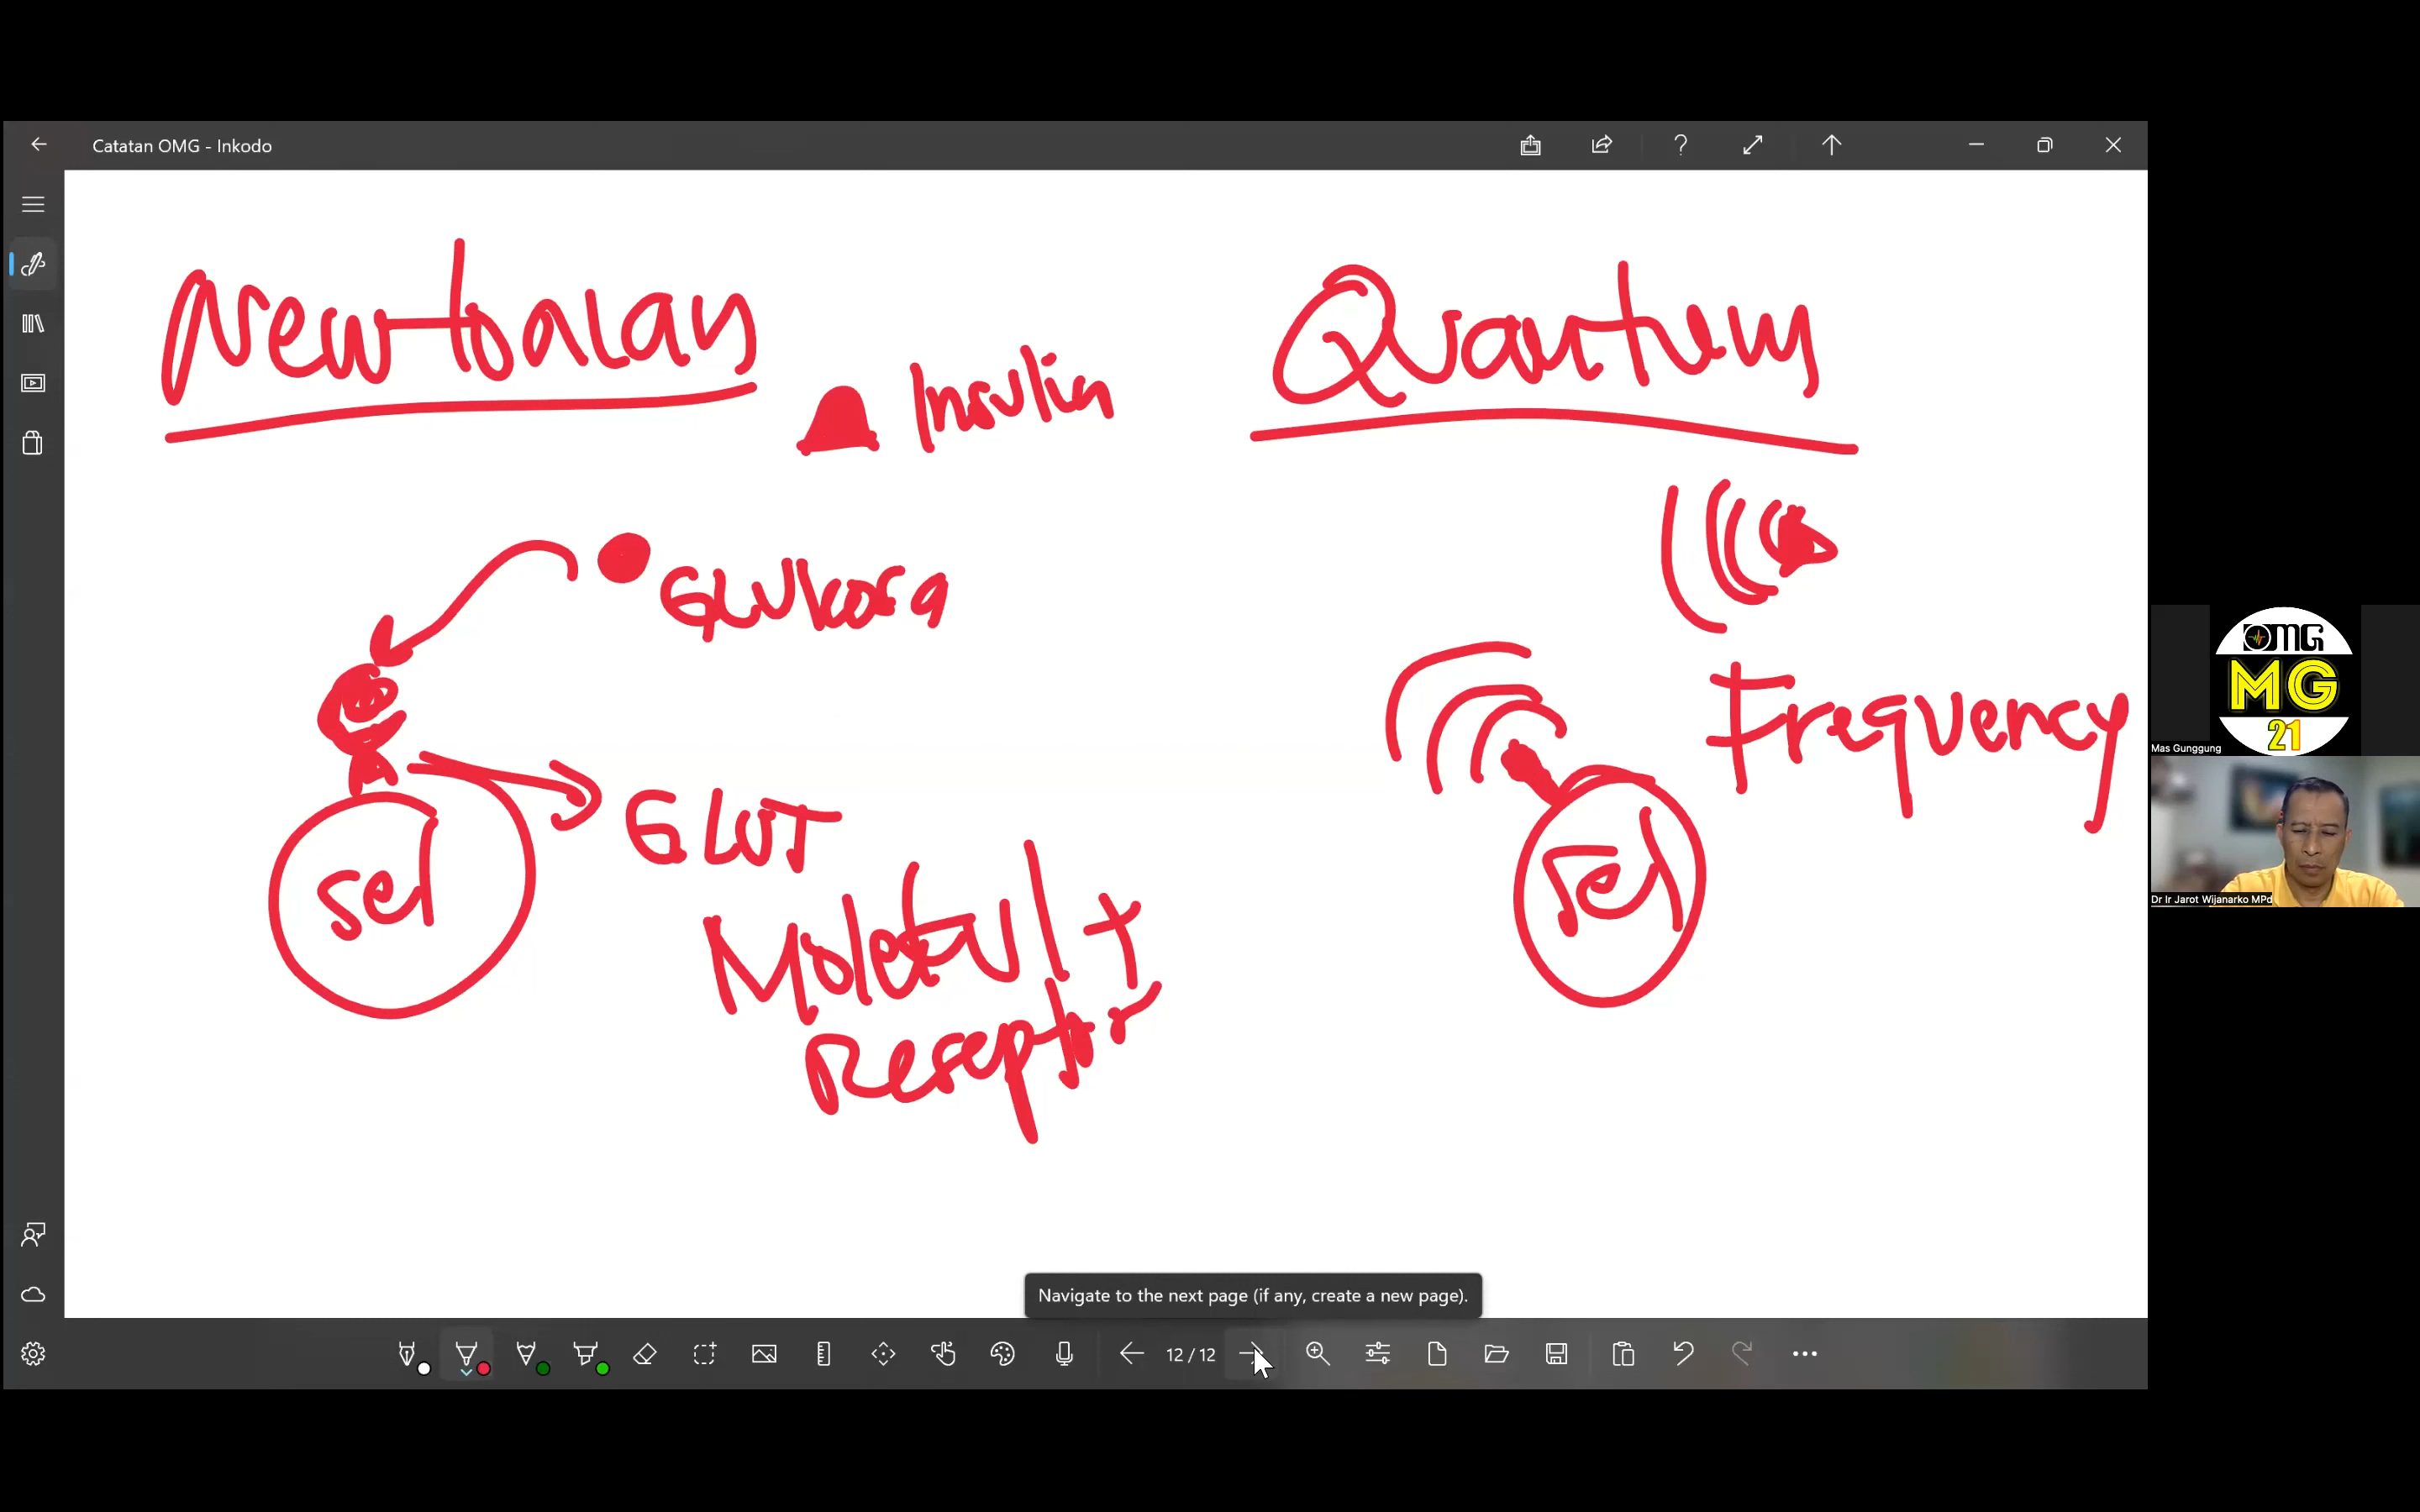 Catatan OMG - Inkodo
Newtonian
Insulin
Glukosa
sel
GLUT
Molekul +
Reseptor
Quantum
Frequency
sel
OMG
MG
21
Mas Gunggung
Dr Ir Jarot Wijanarko MPd
Navigate to the next page (if any, create a new page).
12 / 12